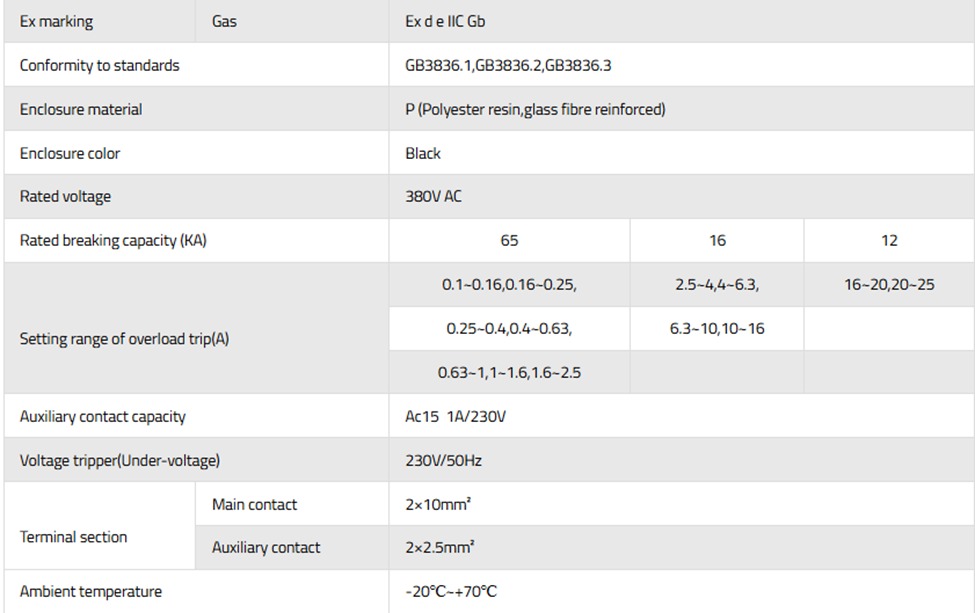 Ex marking Gas Ex d e IIC Gb
Conformity to standards GB3836.1,GB3836.2,GB3836.3
Enclosure material P (Polyester resin,glass fibre reinforced)
Enclosure color Black
Rated voltage 380V AC
Rated breaking capacity (KA) 65 16 12
0.1~0.16,0.16~0.25, 2.5~4,4~6.3, 16~20,20~25
Setting range of overload trip(A) 0.25~0.4,0.4~0.63, 6.3~10,10~16
0.63~1,1~1.6,1.6~2.5
Auxiliary contact capacity Ac15 1A/230V
Voltage tripper(Under-voltage) 230V/50Hz
Terminal section Main contact 2×10mm²
Auxiliary contact 2×2.5mm²
Ambient temperature -20℃~+70℃